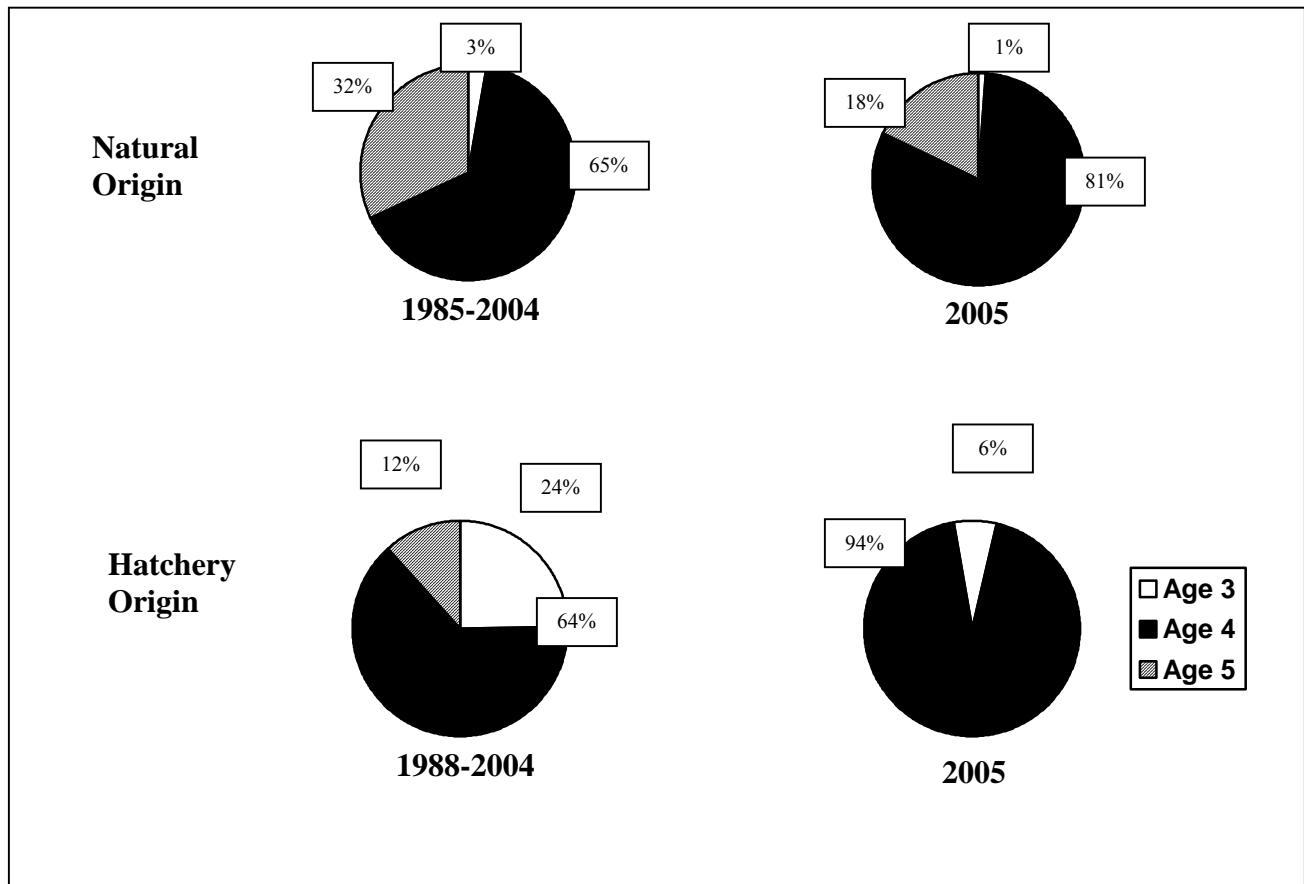 3%
1%
32%
18%
Natural
Origin
65%
81%
1985-2004
2005
12%
24%
6%
94%
Hatchery
Origin
64%
Age 3
Age 4
Age 5
1988-2004
2005